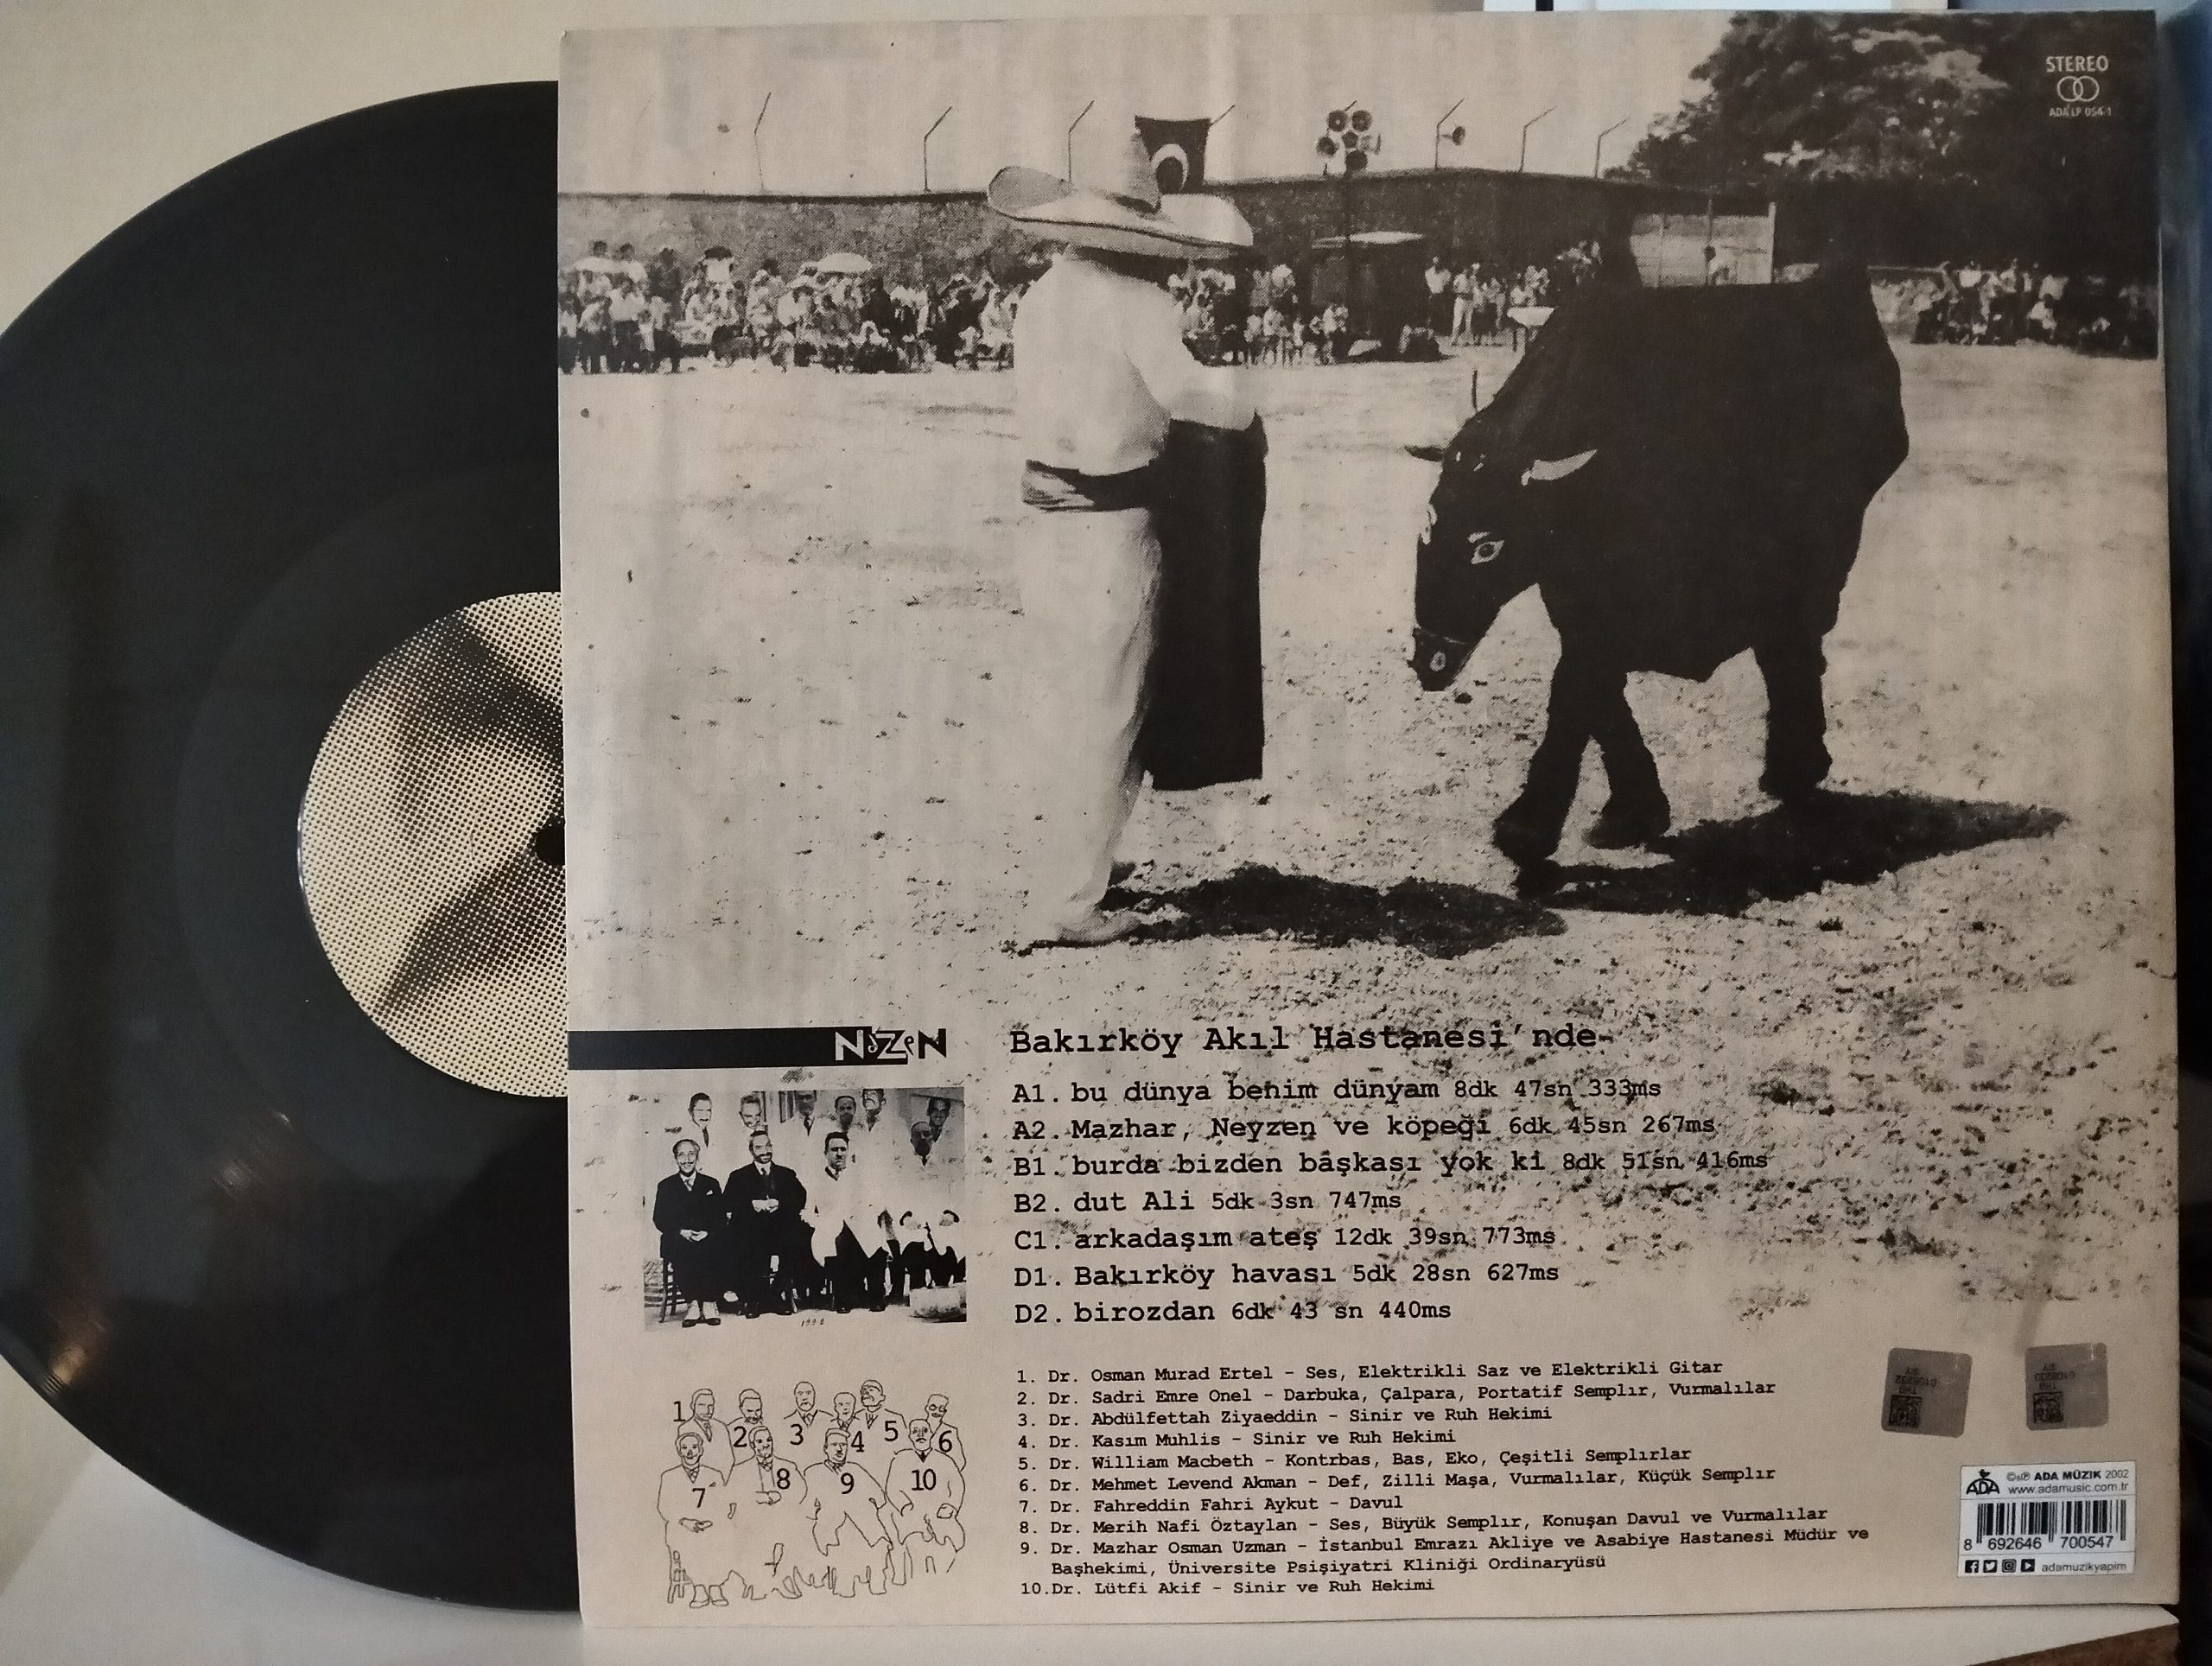 STEREO
ADA LP 054-1
Bakırköy Akıl Hastanesi'nde-
A1. bu dünya benim dünyam 8dk 47sn 333ms
A2. Mazhar, Neyzen ve köpeği 6dk 45sn 267ms
B1. burda bizden başkası yok ki 8dk 51sn 416ms
B2. dut Ali 5dk 3sn 747ms
C1. arkadaşım ateş 12dk 39sn 773ms
D1. Bakırköy havası 5dk 28sn 627ms
D2. birozdan 6dk 43 sn 440ms
1 2 3 4 5 6
7 8 9 10
1. Dr. Osman Murad Ertel - Ses, Elektrikli Saz ve Elektrikli Gitar
2. Dr. Sadri Emre Onel - Darbuka, Çalpara, Portatif Semplır, Vurmalılar
3. Dr. Abdülfettah Ziyaeddin - Sinir ve Ruh Hekimi
4. Dr. Kasım Muhlis - Sinir ve Ruh Hekimi
5. Dr. William Macbeth - Kontrbas, Bas, Eko, Çeşitli Semplırlar
6. Dr. Mehmet Levend Akman - Def, Zilli Maşa, Vurmalılar, Küçük Semplır
7. Dr. Fahreddin Fahri Aykut - Davul
8. Dr. Merih Nafi Öztaylan - Ses, Büyük Semplır, Konuşan Davul ve Vurmalılar
9. Dr. Mazhar Osman Uzman - İstanbul Emrazı Akliye ve Asabiye Hastanesi Müdür ve
Başhekimi, Üniversite Psişiyatri Kliniği Ordinaryüsü
10.Dr. Lütfi Akif - Sinir ve Ruh Hekimi
ADA
ADA MÜZIK 2002
www.adamusic.com.tr
8 692646 700547
adamuzikyapim